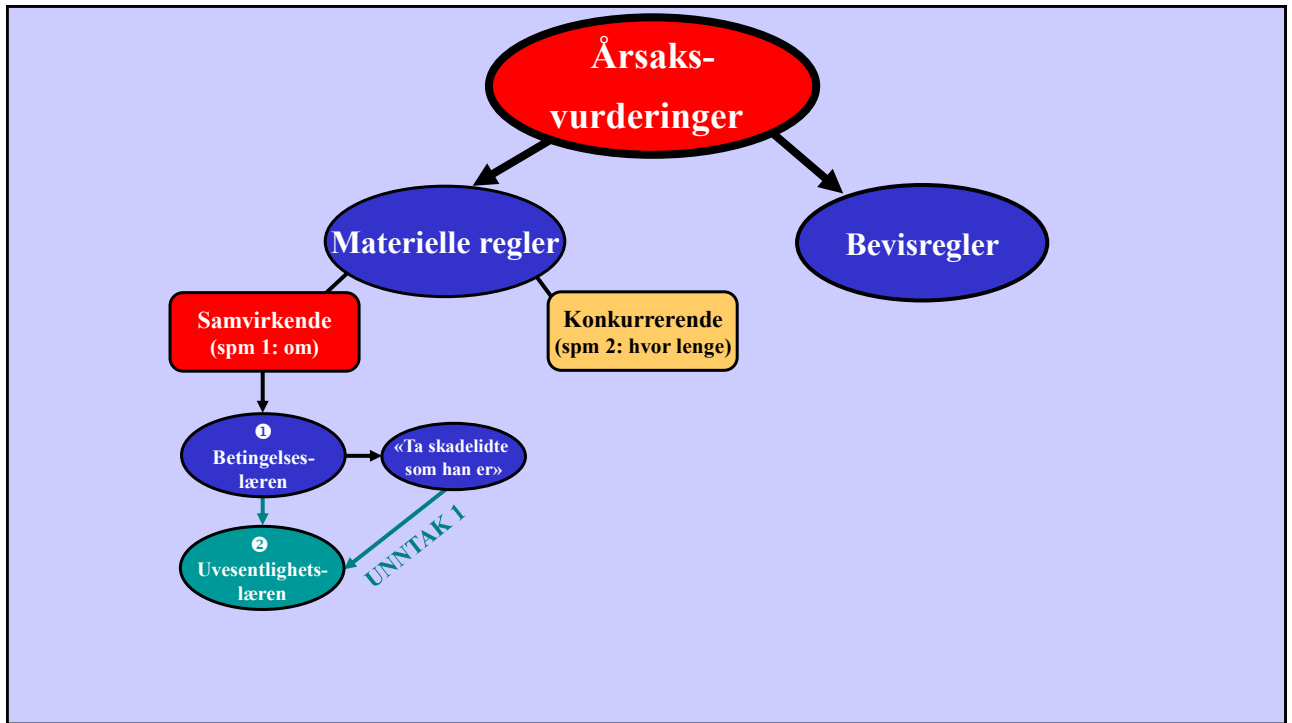 Årsaks-
vurderinger
Materielle regler
Bevisregler
Samvirkende
(spm 1: om)
Konkurrerende
(spm 2: hvor lenge)
❶
Betingelses-
læren
«Ta skadelidte
som han er»
UNNTAK 1
❷
Uvesentlighets-
læren